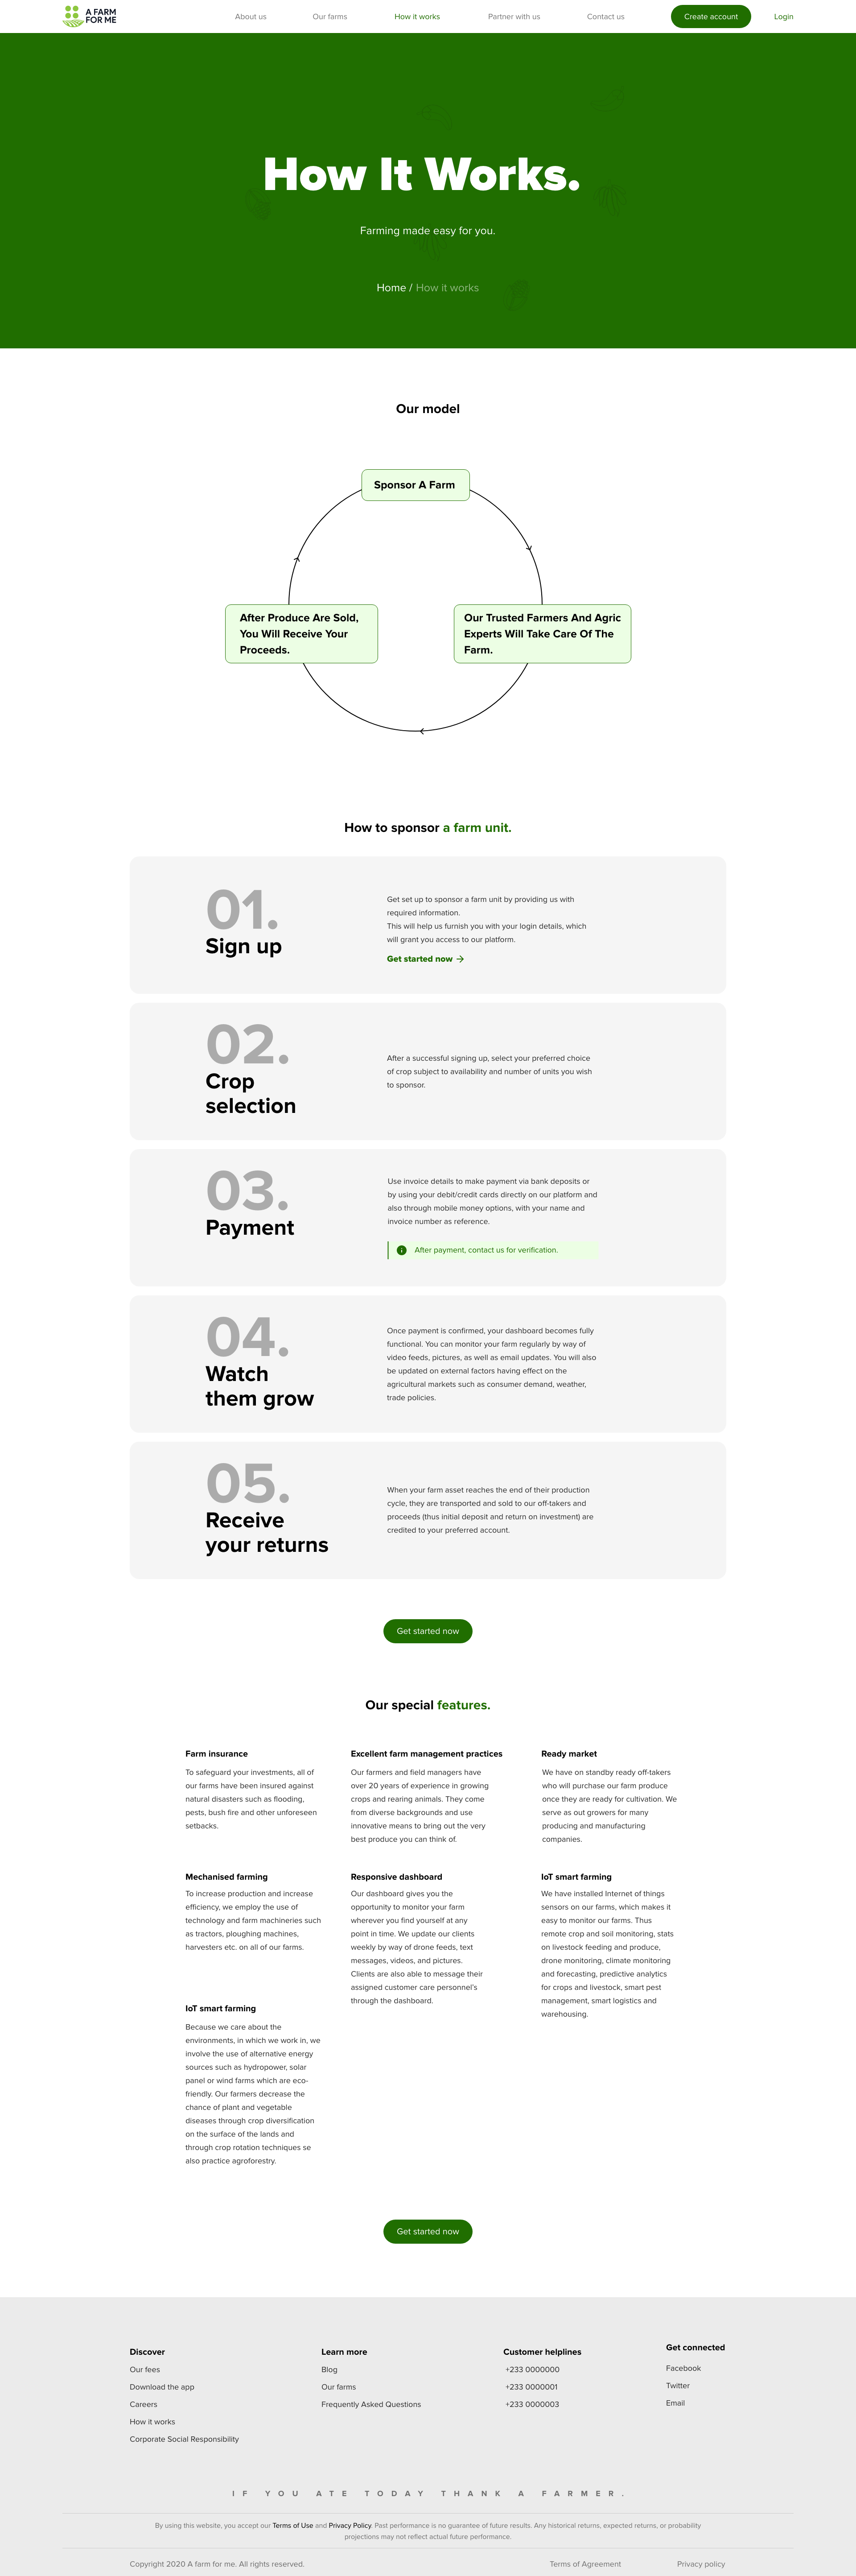 A FARM
FOR ME
About us
Our farms
How it works
Partner with us
Contact us
Create account
Login
How It Works.
Farming made easy for you.
Home / How it works
Our model
Sponsor A Farm
After Produce Are Sold,
You Will Receive Your
Proceeds.
Our Trusted Farmers And Agric
Experts Will Take Care Of The
Farm.
How to sponsor a farm unit.
01.
Sign up
Get set up to sponsor a farm unit by providing us with
required information.
This will help us furnish you with your login details, which
will grant you access to our platform.
Get started now →
02.
Crop
selection
After a successful signing up, select your preferred choice
of crop subject to availability and number of units you wish
to sponsor.
03.
Payment
Use invoice details to make payment via bank deposits or
by using your debit/credit cards directly on our platform and
also through mobile money options, with your name and
invoice number as reference.
After payment, contact us for verification.
04.
Watch
them grow
Once payment is confirmed, your dashboard becomes fully
functional. You can monitor your farm regularly by way of
video feeds, pictures, as well as email updates. You will also
be updated on external factors having effect on the
agricultural markets such as consumer demand, weather,
trade policies.
05.
Receive
your returns
When your farm asset reaches the end of their production
cycle, they are transported and sold to our off-takes and
proceeds (thus initial deposit and return on investment) are
credited to your preferred account.
Get started now
Our special features.
Farm insurance
To safeguard your investments, all of
our farms have been insured against
natural disasters such as flooding,
pests, bush fire and other unforeseen
setbacks.
Excellent farm management practices
Our farmers and field managers have
over 20 years of experience in growing
crops and rearing animals. They come
from diverse backgrounds and use
innovative means to bring out the very
best produce you can think of.
Ready market
We have on standby ready off-takers
who will purchase our farm produce
once they are ready for cultivation. We
serve as out growers for many
producing and manufacturing
companies.
Mechanised farming
To increase production and increase
efficiency, we employ the use of
technology and farm machineries such
as tractors, ploughing machines,
harvesters etc. on all of our farms.
Responsive dashboard
Our dashboard gives you the
opportunity to monitor your farm
wherever you find yourself at any
point in time. We update our clients
weekly by way of drone feeds, text
messages, videos, and pictures.
Clients are also able to message their
assigned customer care personnel's
through the dashboard.
IoT smart farming
We have installed Internet of things
sensors on our farms, which makes it
easy to monitor our farms. Thus
remote crop and soil monitoring, stats
on livestock feeding and produce,
drone monitoring, climate monitoring
and forecasting, predictive analytics
for crops and livestock, smart pest
management, smart logistics and
warehousing.
IoT smart farming
Because we care about the
environments, in which we work in, we
involve the use of alternative energy
sources such as hydropower, solar
panel or wind farms which are eco-
friendly. Our farmers decrease the
chance of plant and vegetable
diseases through crop diversification
on the surface of the lands and
through crop rotation techniques se
also practice agroforestry.
Get started now
Discover
Our fees
Download the app
Careers
How it works
Corporate Social Responsibility
Learn more
Blog
Our farms
Frequently Asked Questions
Customer helplines
+233 0000000
+233 0000001
+233 0000003
Get connected
Facebook
Twitter
Email
IF YOU ATE TODAY THANK A FARMER.
By using this website, you accept our Terms of Use and Privacy Policy. Past performance is no guarantee of future results. Any historical returns, expected returns, or probability
projections may not reflect actual future performance.
Copyright 2020 A farm for me. All rights reserved.
Terms of Agreement
Privacy policy